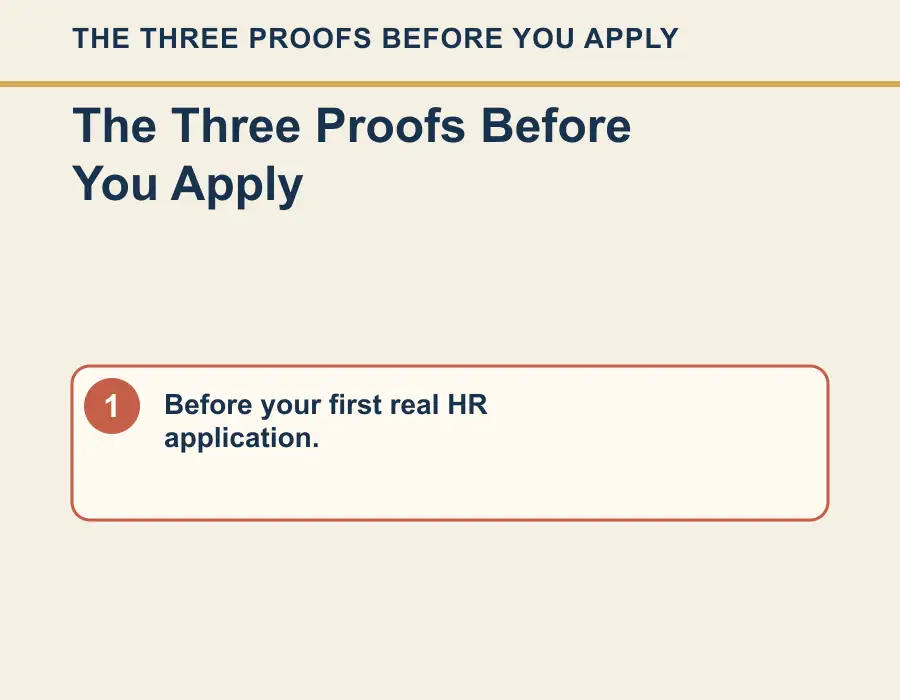 THE THREE PROOFS BEFORE YOU APPLY
The Three Proofs Before
You Apply
1
Before your first real HR
application.